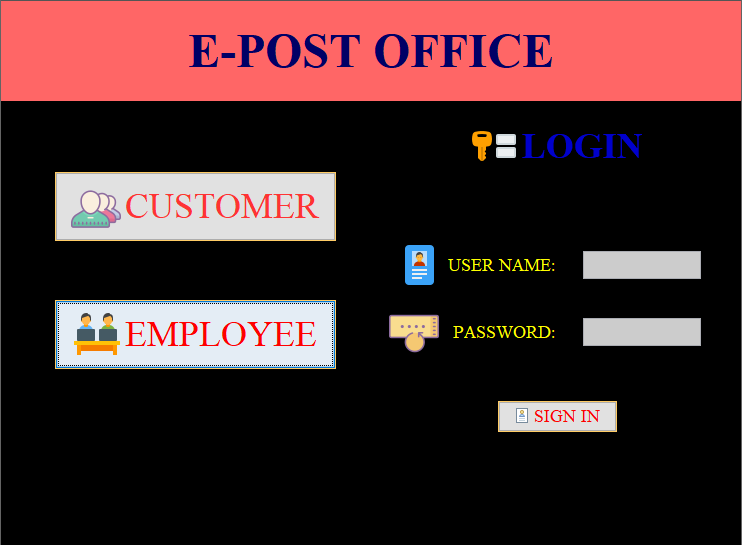 E-POST OFFICE
LOGIN
CUSTOMER
USER NAME:
EMPLOYEE
PASSWORD:
SIGN IN